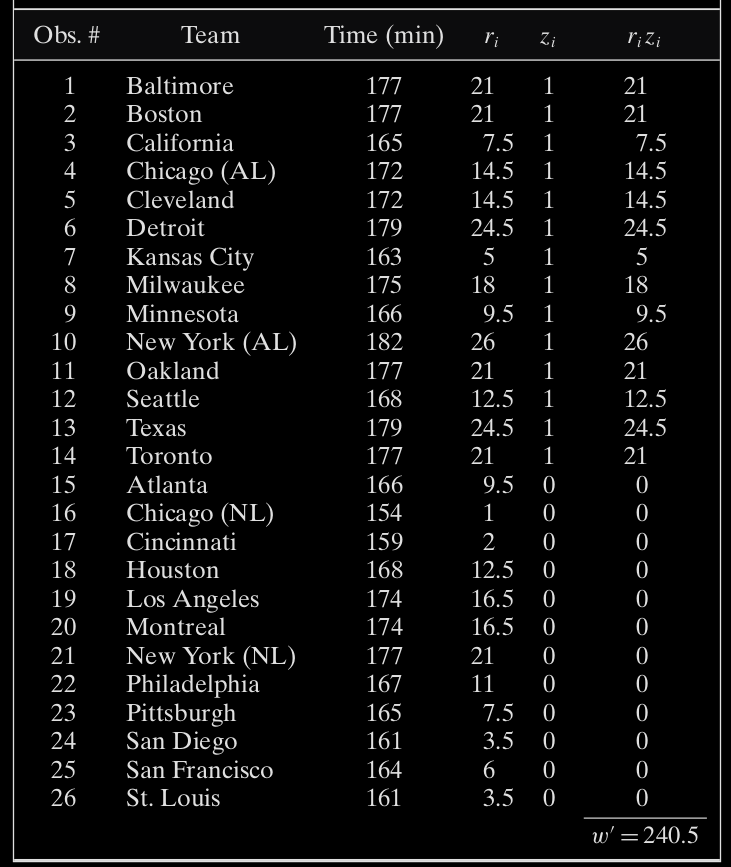 Obs. # Team Time (min) rᵢ zᵢ rᵢzᵢ
1 Baltimore 177 21 1 21
2 Boston 177 21 1 21
3 California 165 7.5 1 7.5
4 Chicago (AL) 172 14.5 1 14.5
5 Cleveland 172 14.5 1 14.5
6 Detroit 179 24.5 1 24.5
7 Kansas City 163 5 1 5
8 Milwaukee 175 18 1 18
9 Minnesota 166 9.5 1 9.5
10 New York (AL) 182 26 1 26
11 Oakland 177 21 1 21
12 Seattle 168 12.5 1 12.5
13 Texas 179 24.5 1 24.5
14 Toronto 177 21 1 21
15 Atlanta 166 9.5 0 0
16 Chicago (NL) 154 1 0 0
17 Cincinnati 159 2 0 0
18 Houston 168 12.5 0 0
19 Los Angeles 174 16.5 0 0
20 Montreal 174 16.5 0 0
21 New York (NL) 177 21 0 0
22 Philadelphia 167 11 0 0
23 Pittsburgh 165 7.5 0 0
24 San Diego 161 3.5 0 0
25 San Francisco 164 6 0 0
26 St. Louis 161 3.5 0 0
w′ = 240.5